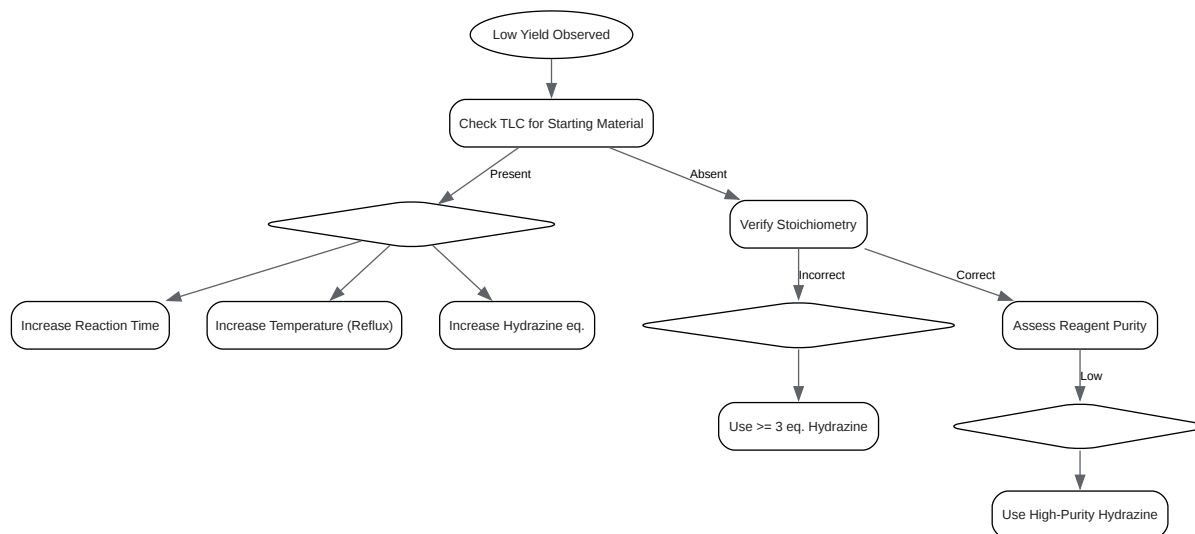 Low Yield Observed
Check TLC for Starting Material
Present
Absent
Verify Stoichiometry
Incorrect
Correct
Increase Reaction Time
Increase Temperature (Reflux)
Increase Hydrazine eq.
Assess Reagent Purity
Low
Use >= 3 eq. Hydrazine
Use High-Purity Hydrazine